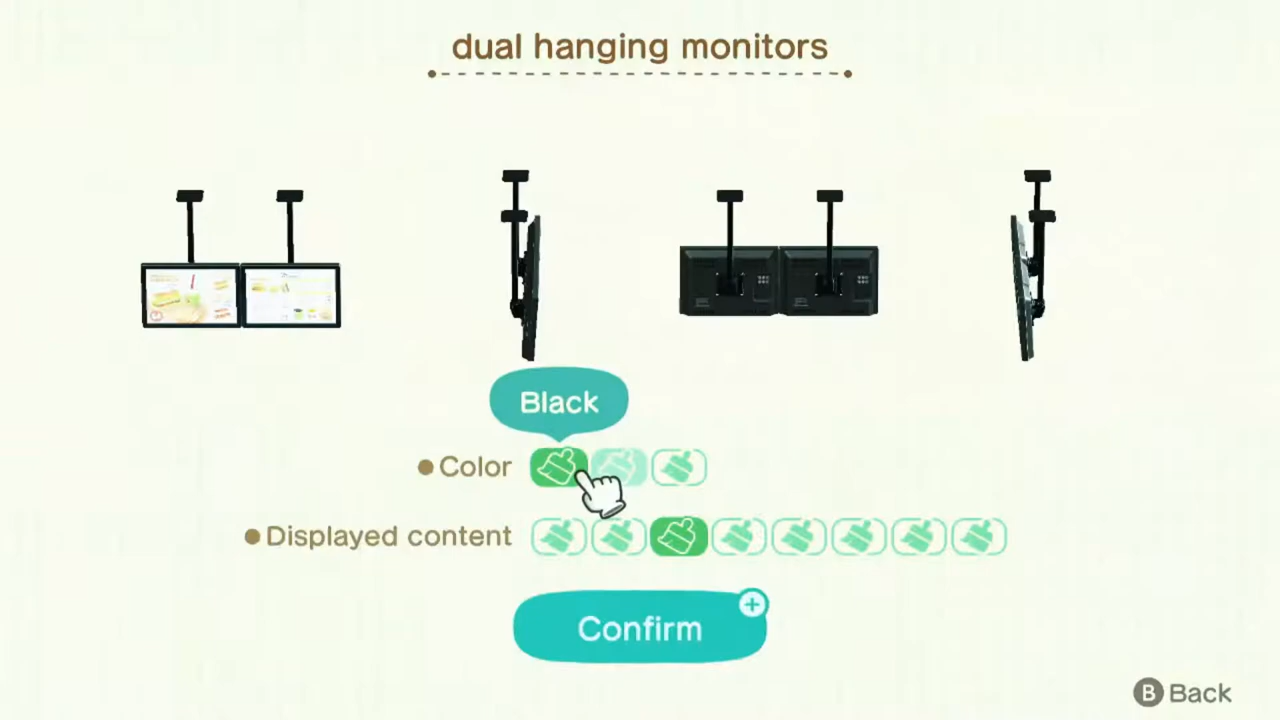 dual hanging monitors
Black
Color
Displayed content
Confirm
B Back